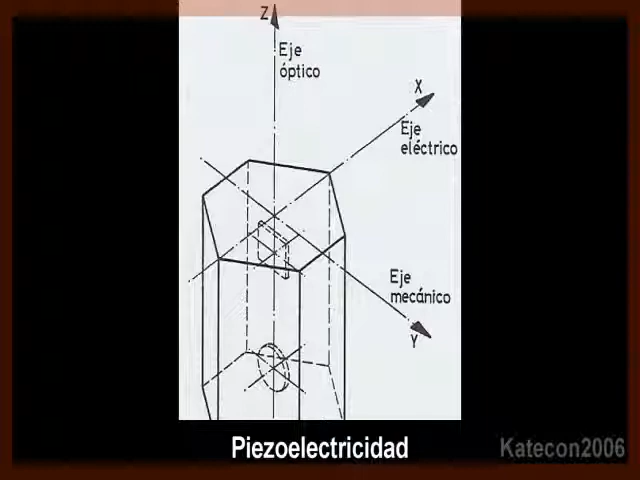 Z
Eje
óptico
X
Eje
eléctrico
Eje
mecánico
Y
Piezoelectricidad
Katecon2006